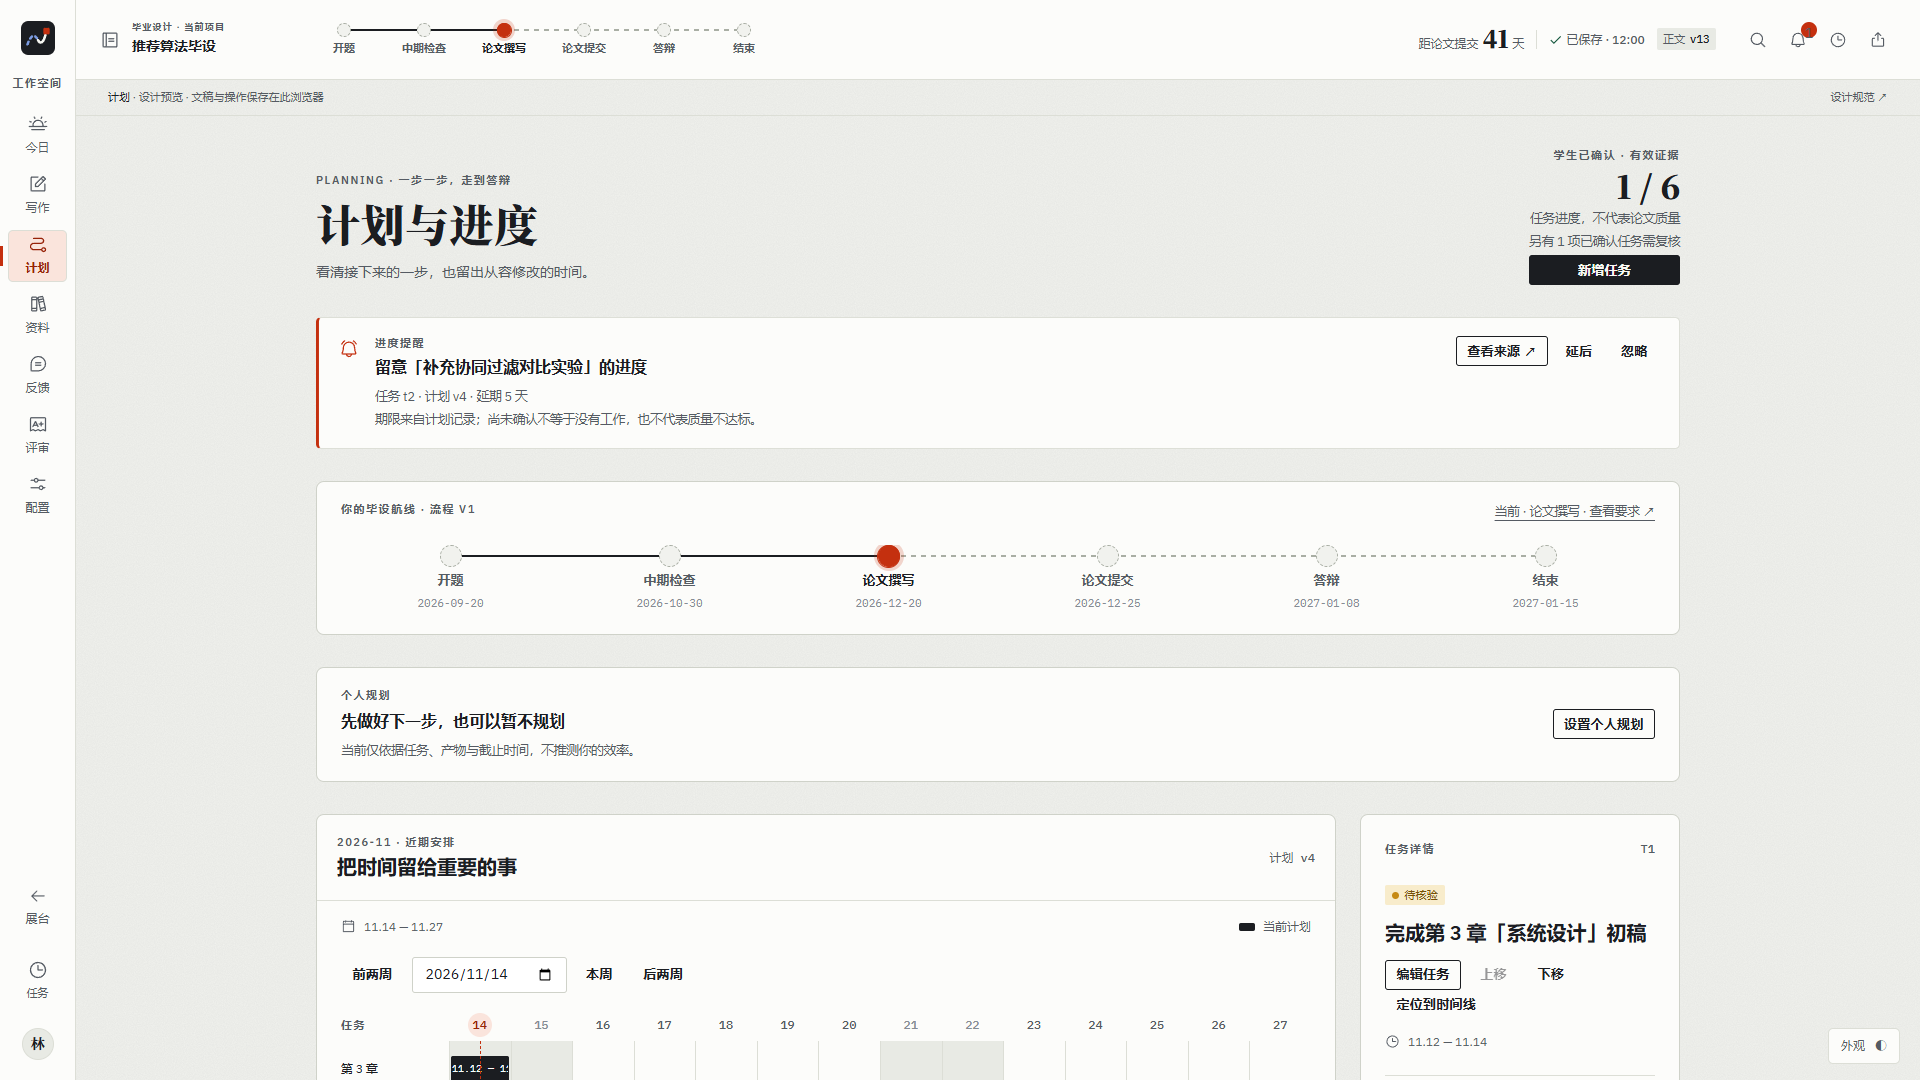 毕业设计 · 当前项目
推荐算法毕设
开题
中期检查
论文撰写
论文提交
答辩
结束
距论文提交 41 天
已保存 · 12:00
正文 v13
工作空间
今日
写作
计划
资料
反馈
评审
配置
展台
任务
林
计划 · 设计预览 · 文稿与操作保存在此浏览器
设计规范 ↗
PLANNING · 一步一步，走到答辩
计划与进度
看清接下来的一步，也留出从容修改的时间。
学生已确认 · 有效证据
1 / 6
任务进度，不代表论文质量
另有 1 项已确认任务需复核
新增任务
进度提醒
留意「补充协同过滤对比实验」的进度
任务 t2 · 计划 v4 · 延期 5 天
期限来自计划记录；尚未确认不等于没有工作，也不代表质量不达标。
查看来源 ↗
延后
忽略
你的毕设航线 · 流程 V1
当前 · 论文撰写 · 查看要求 ↗
开题
中期检查
论文撰写
论文提交
答辩
结束
2026-09-20
2026-10-30
2026-12-20
2026-12-25
2027-01-08
2027-01-15
个人规划
先做好下一步，也可以暂不规划
当前仅依据任务、产物与截止时间，不推测你的效率。
设置个人规划
2026-11 · 近期安排
把时间留给重要的事
计划 v4
11.14 — 11.27
当前计划
前两周
2026/11/14
本周
后两周
任务 14 15 16 17 18 19 20 21 22 23 24 25 26 27
第 3 章
11.12 — 1
任务详情
T1
待核验
完成第 3 章「系统设计」初稿
编辑任务
上移
下移
定位到时间线
11.12 — 11.14
外观